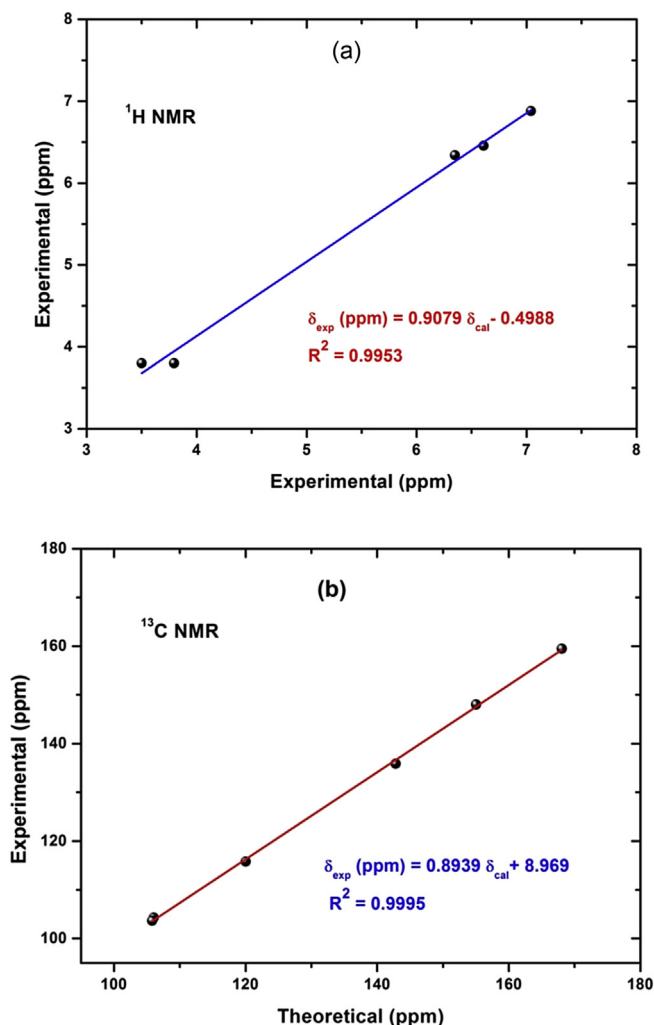 (a)
8
¹H NMR
7
6
5
4
3
Experimental (ppm)
δexp (ppm) = 0.9079 δcal - 0.4988
R² = 0.9953
3 4 5 6 7 8
Experimental (ppm)
(b)
180
¹³C NMR
160
140
120
100
Experimental (ppm)
δexp (ppm) = 0.8939 δcal + 8.969
R² = 0.9995
100 120 140 160 180
Theoretical (ppm)